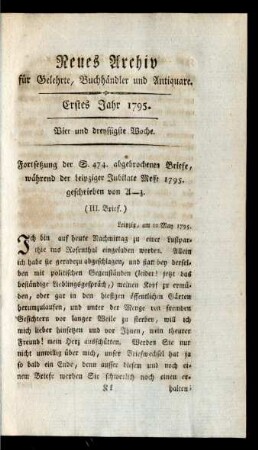 Neues Archiv
für Gelehrte, Buchhändler und Antiquare.
Erstes Jahr 1795.
Vier und dreyſsigſte Woche.
Fortſetzung der S. 474. abgebrochenen Briefe,
während der leipziger Jubilate Meſſe 1795.
geſchrieben von A—z.
(III. Brief.)
Leipzig, am 10 May. 1795.
Ich bin auf heute Nachmittag zu einer Luſtpar-
thie ins Roſenthal eingeladen worden. Allein
ich habe ſie geradezu abgeſchlagen, und ſtatt bey derſel-
ben mit politiſchen Gegenſtänden (leider! jetzt das
beſtändige Lieblingsgeſpräch), meinen Kopf zu ermü-
den, oder gar in den hieſigen öffentlichen Gärten
herumzulaufen, und unter der Menge von fremden
Geſichtern vor langer Weile zu ſterben, will ich
mich lieber hinſetzen und vor Ihnen, mein theurer
Freund! mein Herz ausſchütten. Werden Sie nur
nicht unwillig über mich, unſer Briefwechſel hat ja
ſo bald ein Ende, denn auſſer dieſen und noch ei-
nem Briefe werden Sie ſchwerlich noch einen er-
halten: